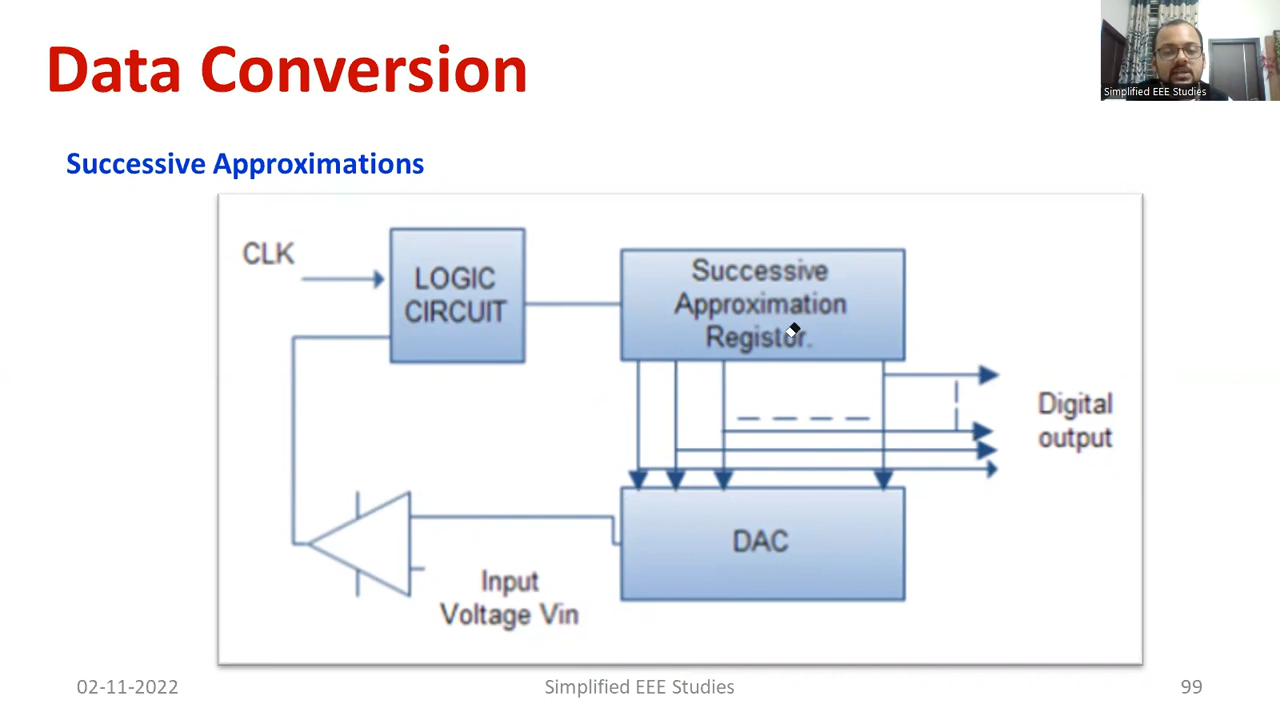 Data Conversion
Simplified EEE Studies
Successive Approximations
CLK
LOGIC
CIRCUIT
Successive
Approximation
Registor.
Digital
output
DAC
Input
Voltage Vin
02-11-2022
Simplified EEE Studies
99